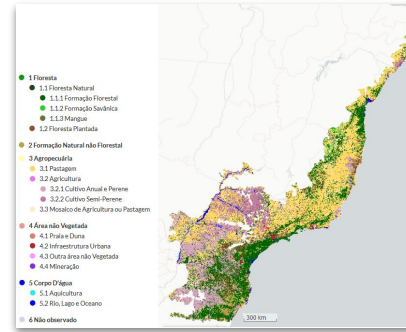 1 Floresta
1.1 Floresta Natural
1.1.1 Formação Florestal
1.1.2 Formação Savânica
1.1.3 Mangue
1.2 Floresta Plantada
2 Formação Natural não Florestal
3 Agropecuária
3.1 Pastagem
3.2 Agricultura
3.2.1 Cultivo Anual e Perene
3.2.2 Cultivo Semi-Perene
3.3 Mosaico de Agricultura ou Pastagem
4 Área não Vegetada
4.1 Praia e Duna
4.2 Infraestrutura Urbana
4.3 Outra área não Vegetada
4.4 Mineração
5 Corpo D'água
5.1 Aquicultura
5.2 Rio, Lago e Oceano
6 Não observado
300 km